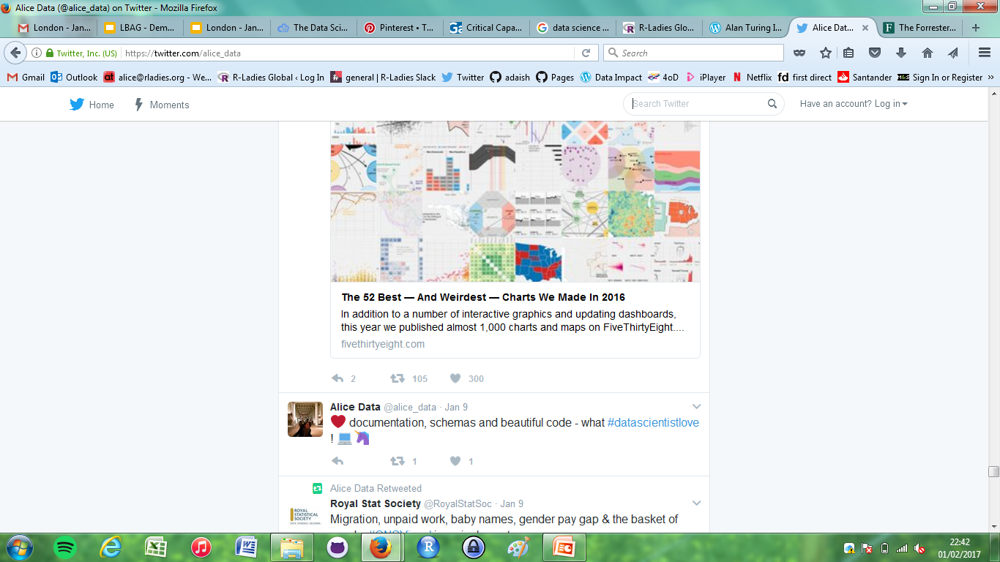 Alice Data (@alice_data) on Twitter - Mozilla Firefox
London - Jan... LBAG - Dem... London - Jan... The Data Sci... Pinterest • T... Critical Capa... data science ... R-Ladies Glo... Alan Turing I... Alice Dat... The Forrester...
Twitter, Inc. (US) https://twitter.com/alice_data Search
Gmail Outlook alice@rladies.org - We... R-Ladies Global ‹ Log In general | R-Ladies Slack Twitter adaish Pages Data Impact 4oD iPlayer Netflix fd first direct Santander M&S Sign In or Register »
Home Moments Search Twitter Have an account? Log in
The 52 Best — And Weirdest — Charts We Made In 2016
In addition to a number of interactive graphics and updating dashboards,
this year we published almost 1,000 charts and maps on FiveThirtyEight....
fivethirtyeight.com
2 105 300
Alice Data @alice_data · Jan 9
❤ documentation, schemas and beautiful code - what #datascientistlove
! 💻 🦄
1 1
Alice Data Retweeted
ROYAL
STATISTICAL
SOCIETY
Royal Stat Society @RoyalStatSoc · Jan 9
Migration, unpaid work, baby names, gender pay gap & the basket of
22:42
01/02/2017